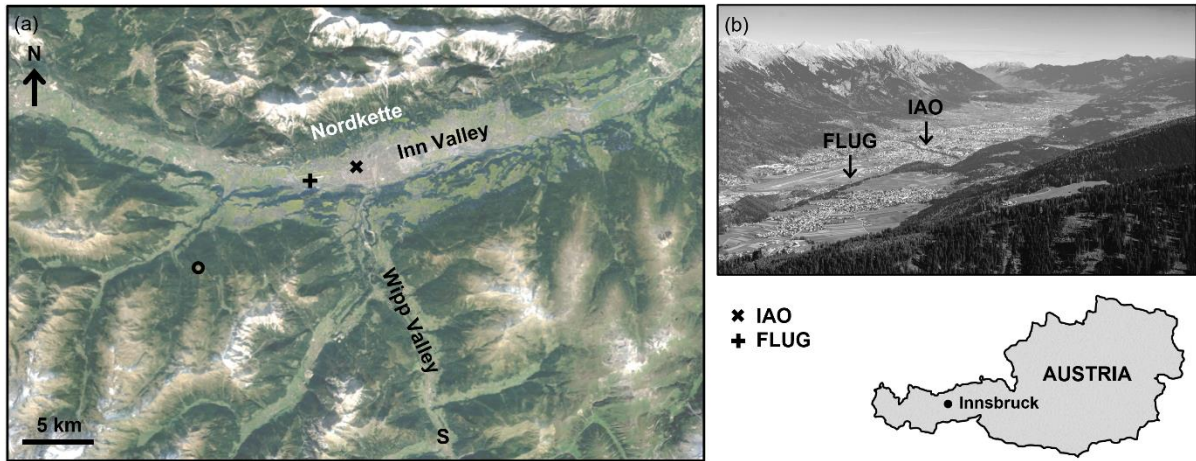 (a)
N
Nordkette
Inn Valley
Wipp Valley
S
5 km
(b)
IAO
FLUG
IAO
FLUG
AUSTRIA
Innsbruck